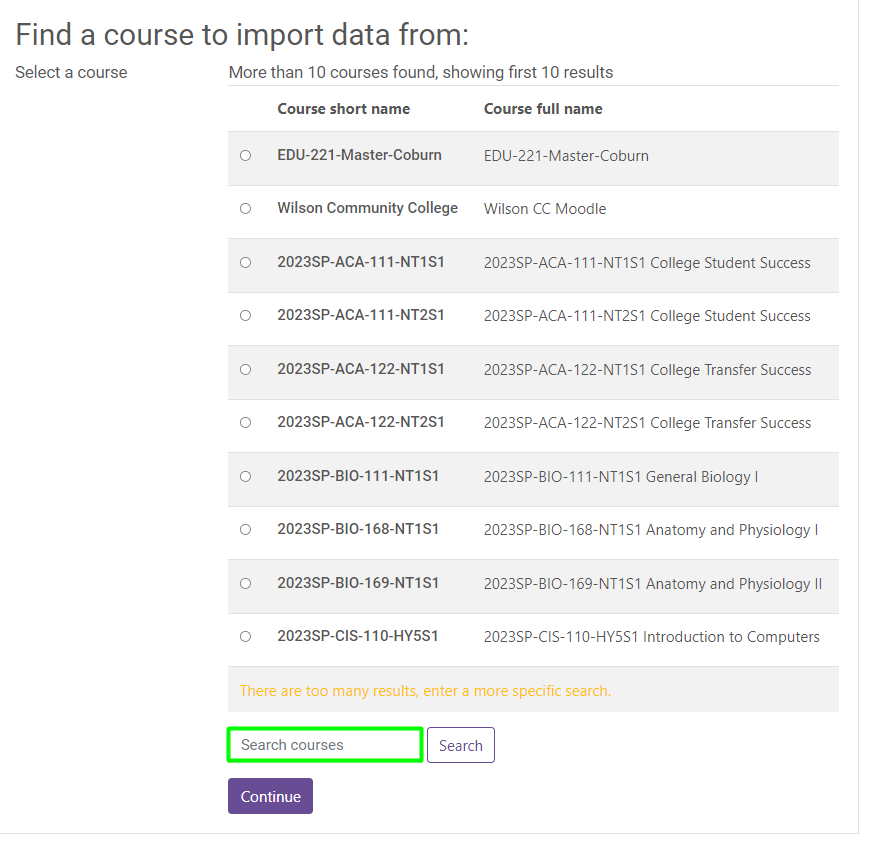 Find a course to import data from:
Select a course
More than 10 courses found, showing first 10 results
Course short name Course full name
EDU-221-Master-Coburn EDU-221-Master-Coburn
Wilson Community College Wilson CC Moodle
2023SP-ACA-111-NT1S1 2023SP-ACA-111-NT1S1 College Student Success
2023SP-ACA-111-NT2S1 2023SP-ACA-111-NT2S1 College Student Success
2023SP-ACA-122-NT1S1 2023SP-ACA-122-NT1S1 College Transfer Success
2023SP-ACA-122-NT2S1 2023SP-ACA-122-NT2S1 College Transfer Success
2023SP-BIO-111-NT1S1 2023SP-BIO-111-NT1S1 General Biology I
2023SP-BIO-168-NT1S1 2023SP-BIO-168-NT1S1 Anatomy and Physiology I
2023SP-BIO-169-NT1S1 2023SP-BIO-169-NT1S1 Anatomy and Physiology II
2023SP-CIS-110-HY5S1 2023SP-CIS-110-HY5S1 Introduction to Computers
There are too many results, enter a more specific search.
Search courses Search
Continue